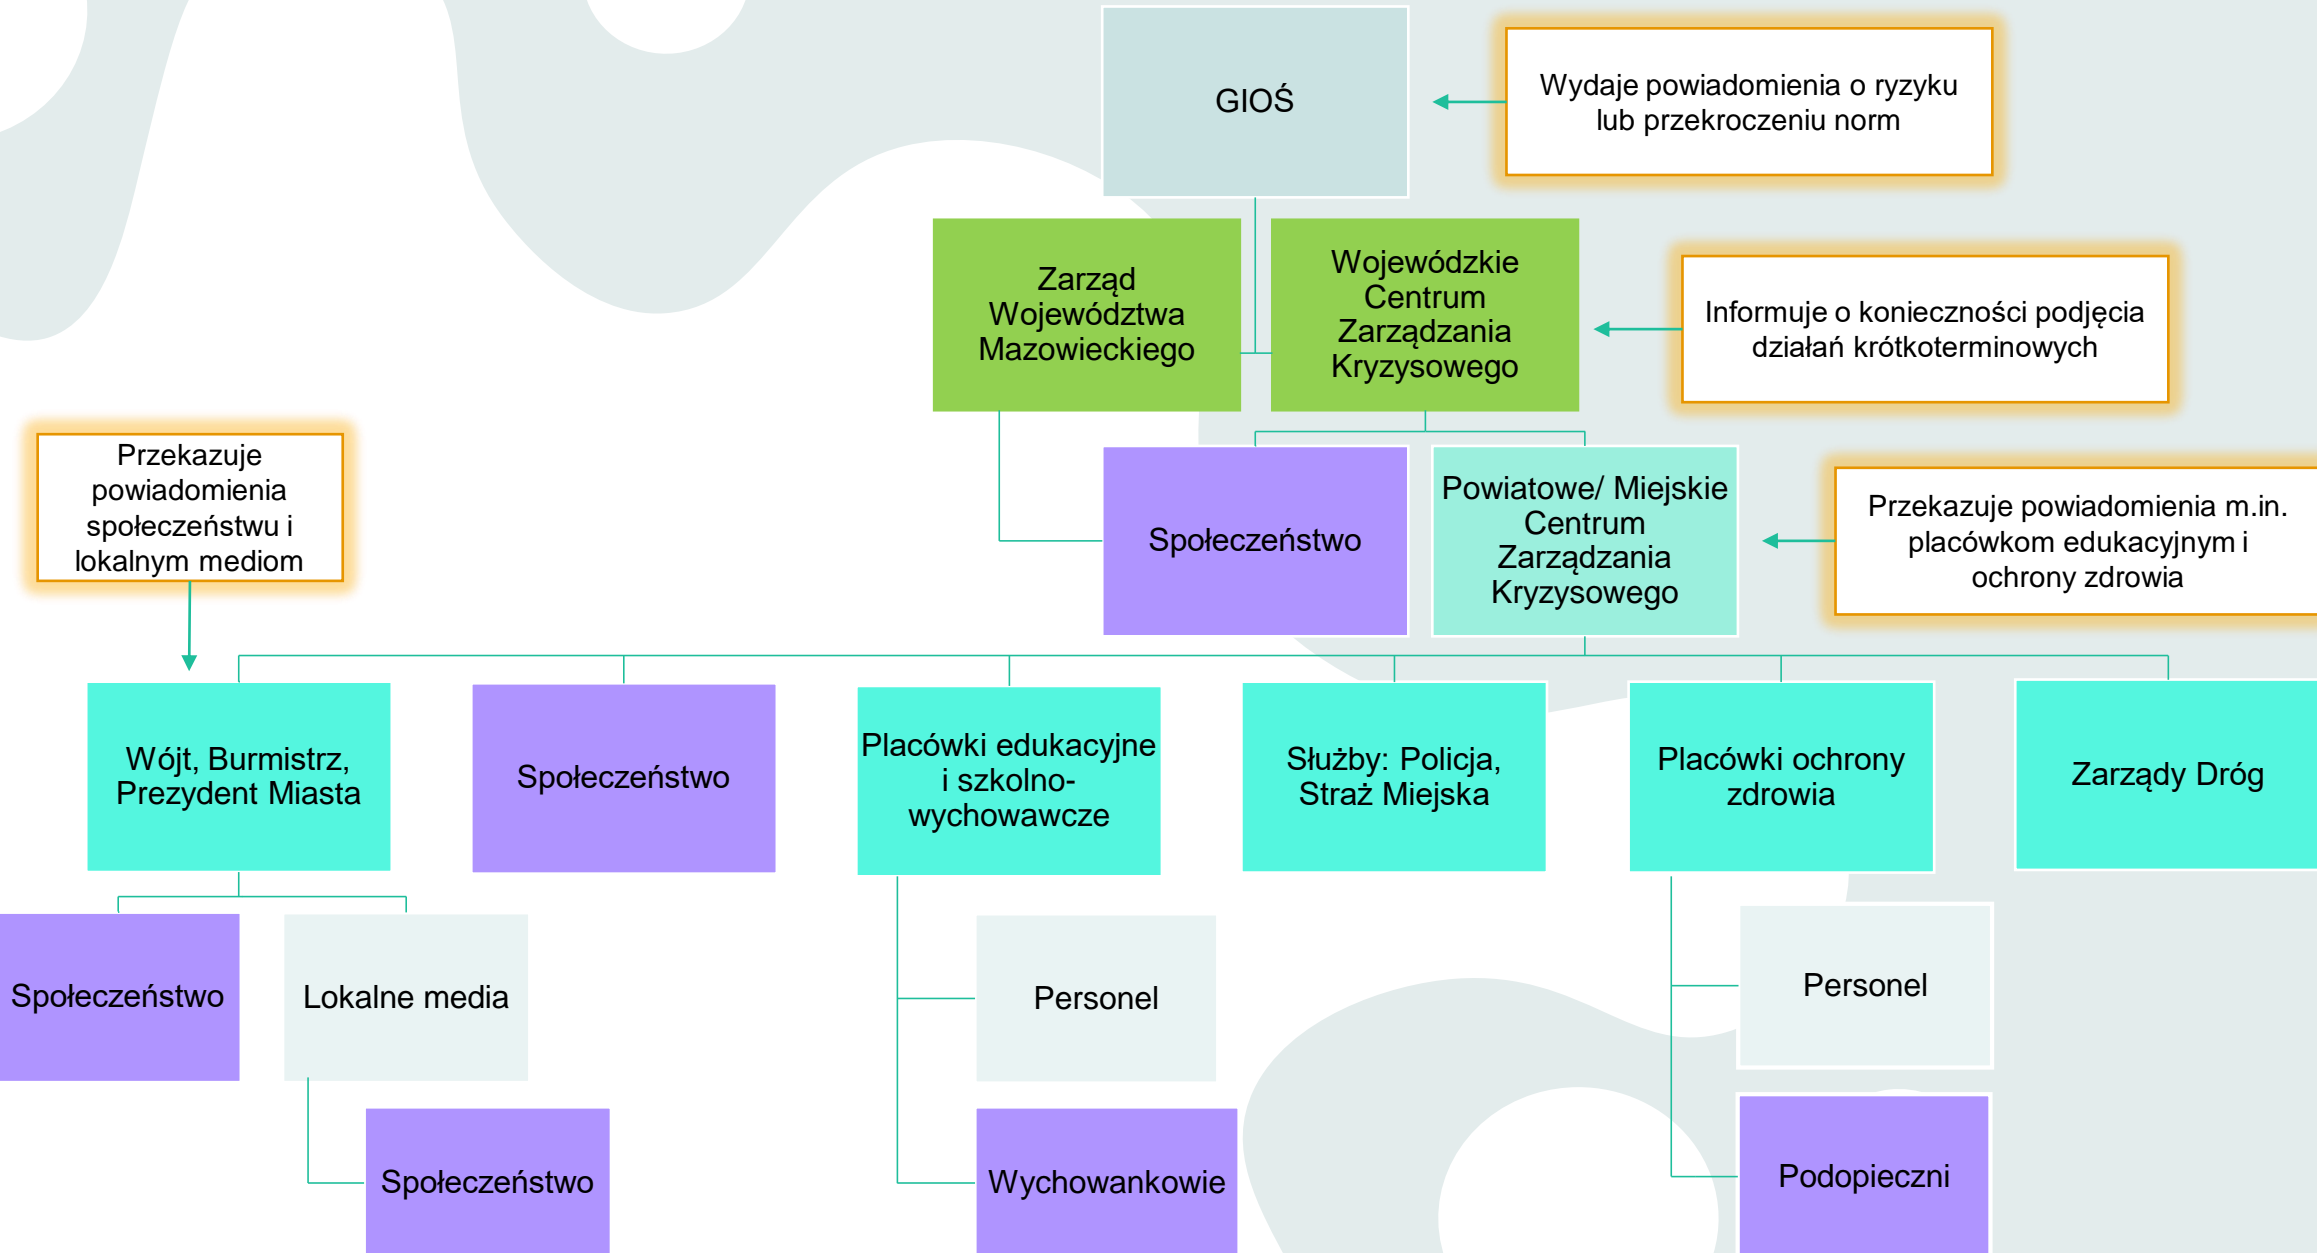 GIOŚ
Wydaje powiadomienia o ryzyku
lub przekroczeniu norm
Zarząd
Województwa
Mazowieckiego
Wojewódzkie
Centrum
Zarządzania
Kryzysowego
Informuje o konieczności podjęcia
działań krótkoterminowych
Przekazuje
powiadomienia
społeczeństwu i
lokalnym mediom
Społeczeństwo
Powiatowe/ Miejskie
Centrum
Zarządzania
Kryzysowego
Przekazuje powiadomienia m.in.
placówkom edukacyjnym i
ochrony zdrowia
Wójt, Burmistrz,
Prezydent Miasta
Społeczeństwo
Placówki edukacyjne
i szkolno-
wychowawcze
Służby: Policja,
Straż Miejska
Placówki ochrony
zdrowia
Zarządy Dróg
Społeczeństwo
Lokalne media
Personel
Personel
Społeczeństwo
Wychowankowie
Podopieczni